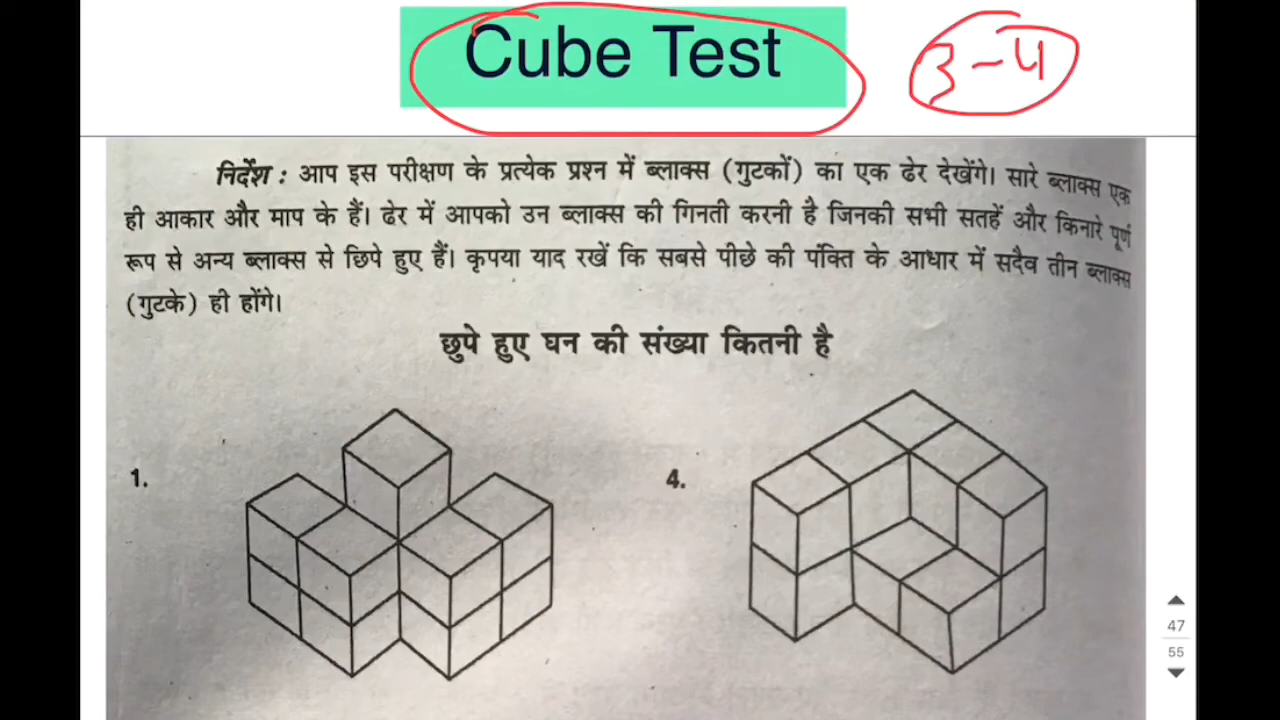 Cube Test
3-4
निर्देश : आप इस परीक्षण के प्रत्येक प्रश्न में ब्लाक्स (गुटकों) का एक ढेर देखेंगे। सारे ब्लाक्स एक
ही आकार और माप के हैं। ढेर में आपको उन ब्लाक्स की गिनती करनी है जिनकी सभी सतहें और किनारे पूर्ण
रूप से अन्य ब्लाक्स से छिपे हुए हैं। कृपया याद रखें कि सबसे पीछे की पंक्ति के आधार में सदैव तीन ब्लाक्स
(गुटके) ही होंगे।
छुपे हुए घन की संख्या कितनी है
1.
4.
47
55